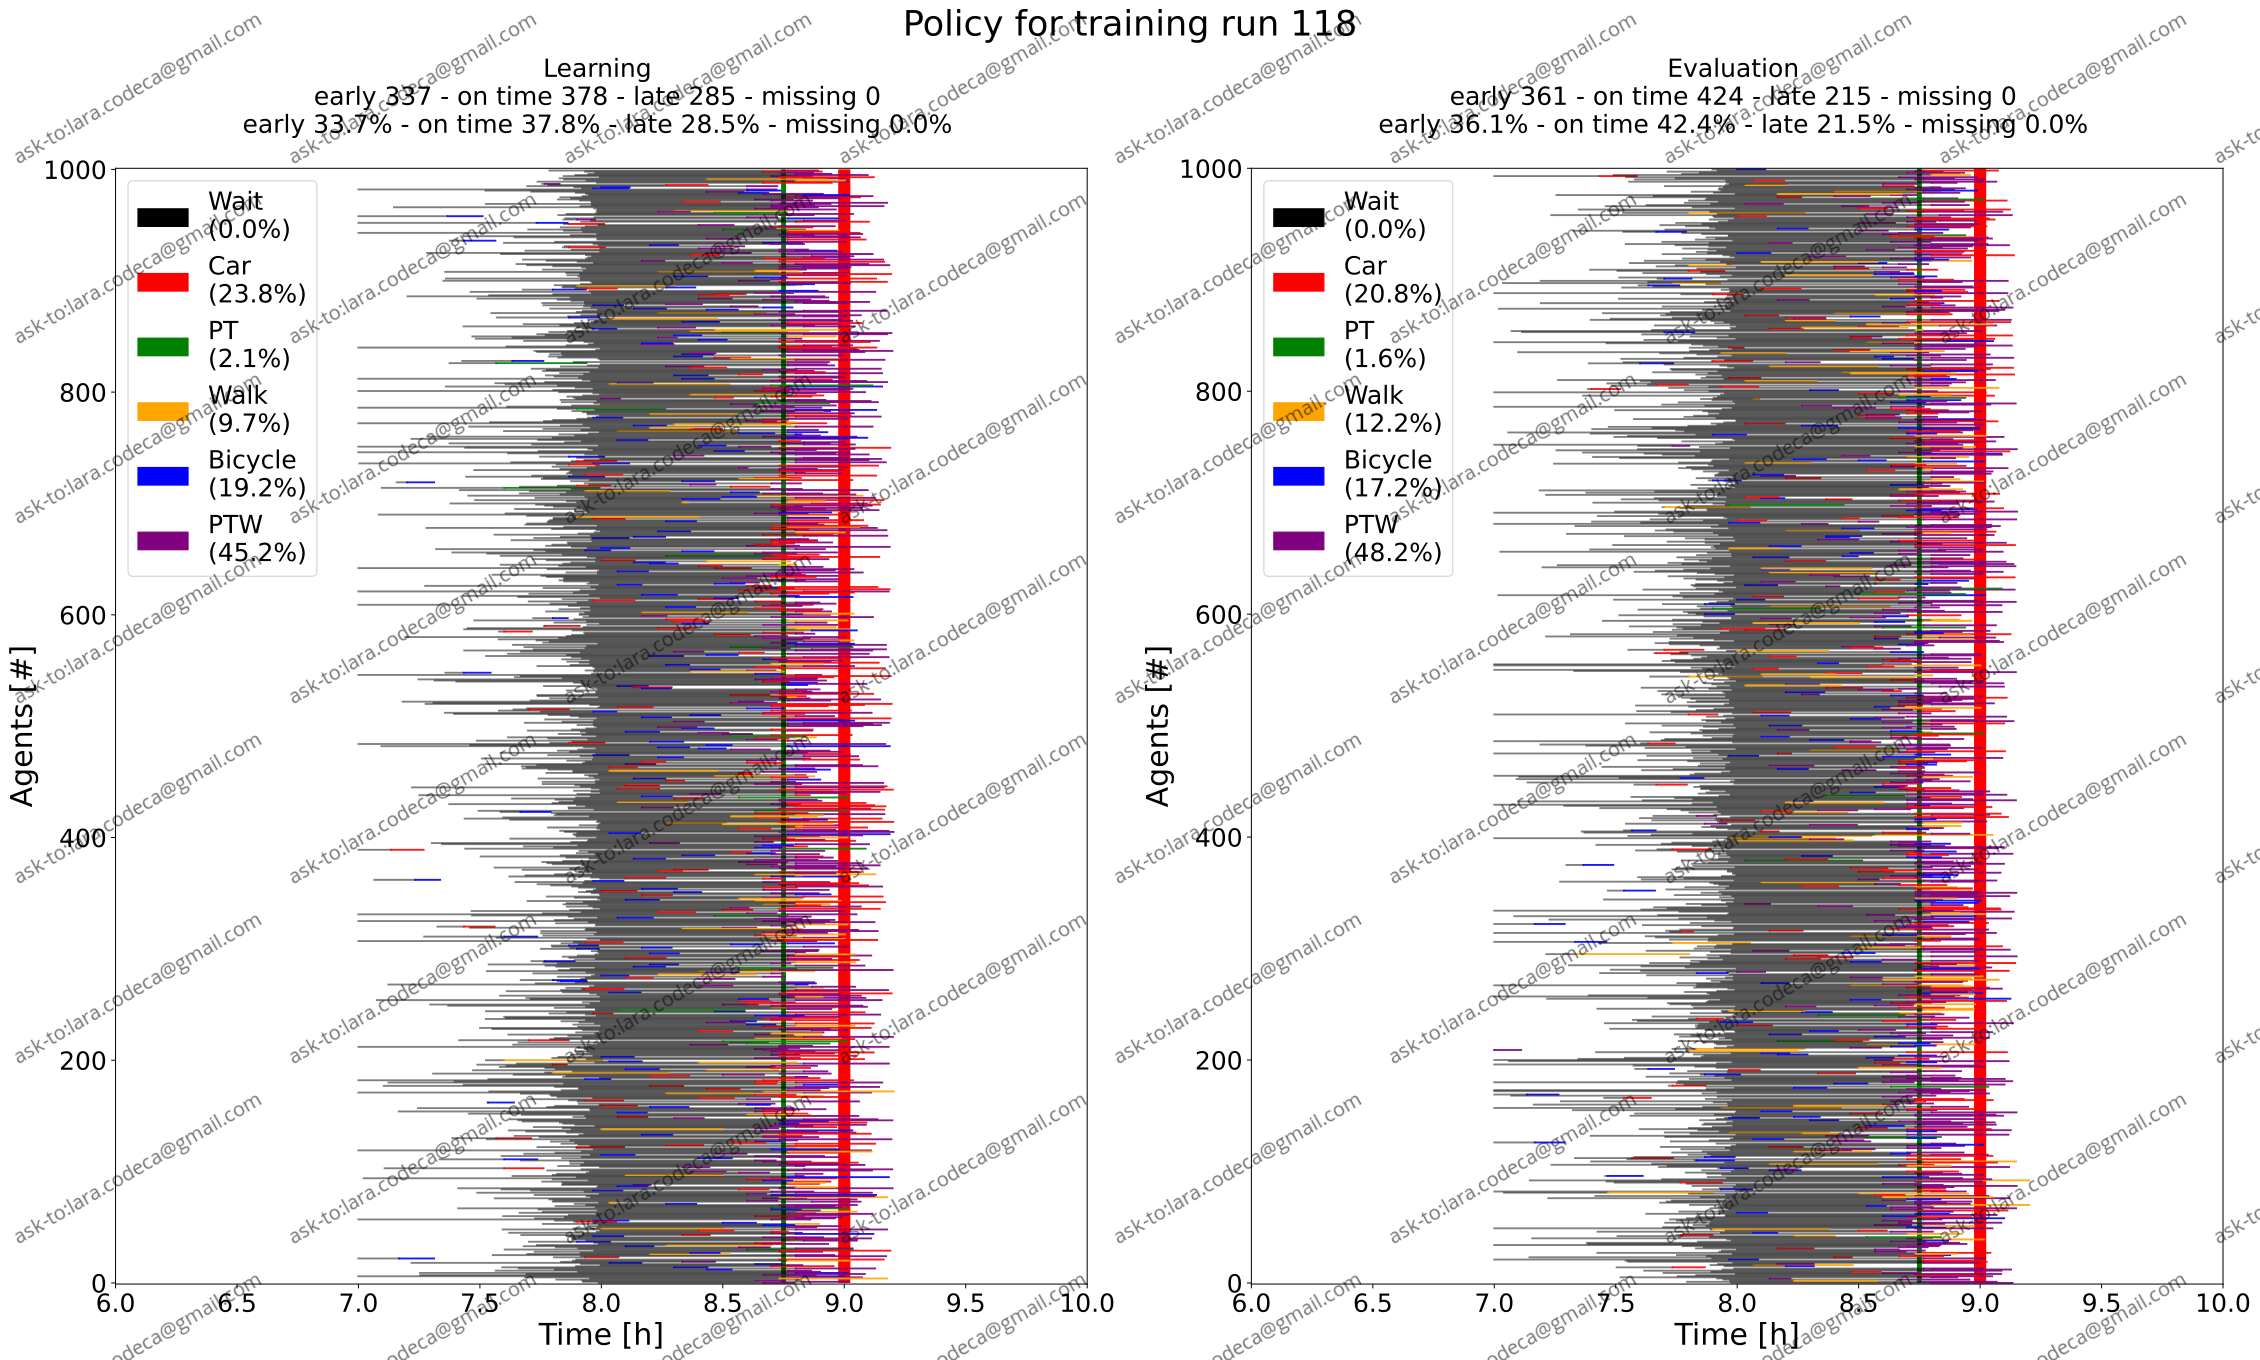 Policy for training run 118
Learning
early 337 - on time 378 - late 285 - missing 0
early 33.7% - on time 37.8% - late 28.5% - missing 0.0%
Agents [#]
1000
800
600
400
200
0
Wait
(0.0%)
Car
(23.8%)
PT
(2.1%)
Walk
(9.7%)
Bicycle
(19.2%)
PTW
(45.2%)
6.0 6.5 7.0 7.5 8.0 8.5 9.0 9.5 10.0
Time [h]
Evaluation
early 361 - on time 424 - late 215 - missing 0
early 36.1% - on time 42.4% - late 21.5% - missing 0.0%
Agents [#]
1000
800
600
400
200
0
Wait
(0.0%)
Car
(20.8%)
PT
(1.6%)
Walk
(12.2%)
Bicycle
(17.2%)
PTW
(48.2%)
6.0 6.5 7.0 7.5 8.0 8.5 9.0 9.5 10.0
Time [h]
ask-to:lara.codeca@gmail.com